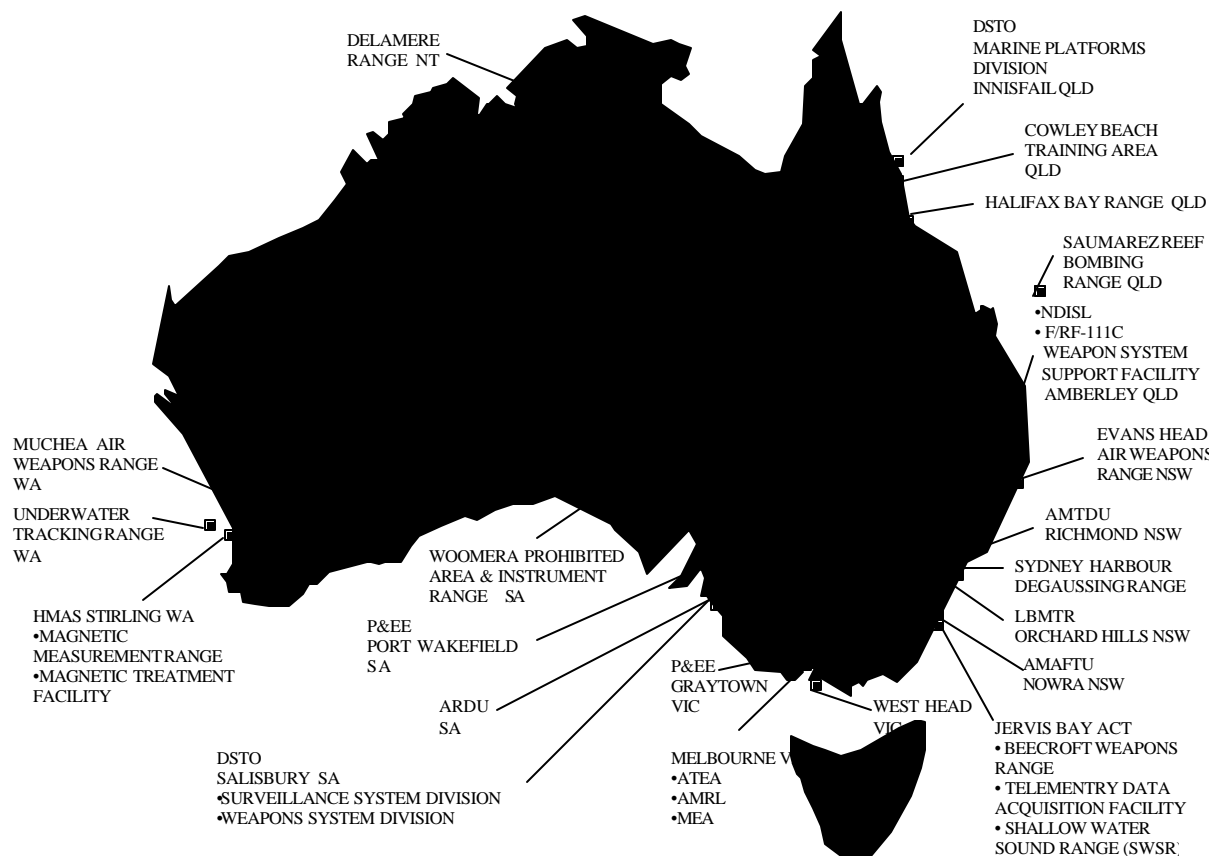 DELAMERE
RANGE NT
DSTO
MARINE PLATFORMS
DIVISION
INNISFAIL QLD
COWLEY BEACH
TRAINING AREA
QLD
HALIFAX BAY RANGE QLD
SAUMAREZ REEF
BOMBING
RANGE QLD
•NDISL
• F/RF-111C
WEAPON SYSTEM
SUPPORT FACILITY
AMBERLEY QLD
EVANS HEAD
AIR WEAPONS
RANGE NSW
AMTDU
RICHMOND NSW
SYDNEY HARBOUR
DEGAUSSING RANGE
LBMTR
ORCHARD HILLS NSW
AMAFTU
NOWRA NSW
JERVIS BAY ACT
• BEECROFT WEAPONS
RANGE
• TELEMENTRY DATA
ACQUISITION FACILITY
• SHALLOW WATER
SOUND RANGE (SWSR)
MUCHEA AIR
WEAPONS RANGE
WA
UNDERWATER
TRACKING RANGE
WA
HMAS STIRLING WA
•MAGNETIC
MEASUREMENT RANGE
•MAGNETIC TREATMENT
FACILITY
WOOMERA PROHIBITED
AREA & INSTRUMENT
RANGE SA
P&EE
PORT WAKEFIELD
SA
ARDU
SA
DSTO
SALISBURY SA
•SURVEILLANCE SYSTEM DIVISION
•WEAPONS SYSTEM DIVISION
P&EE
GRAYTOWN
VIC
WEST HEAD
VIC
MELBOURNE V
•ATEA
•AMRL
•MEA